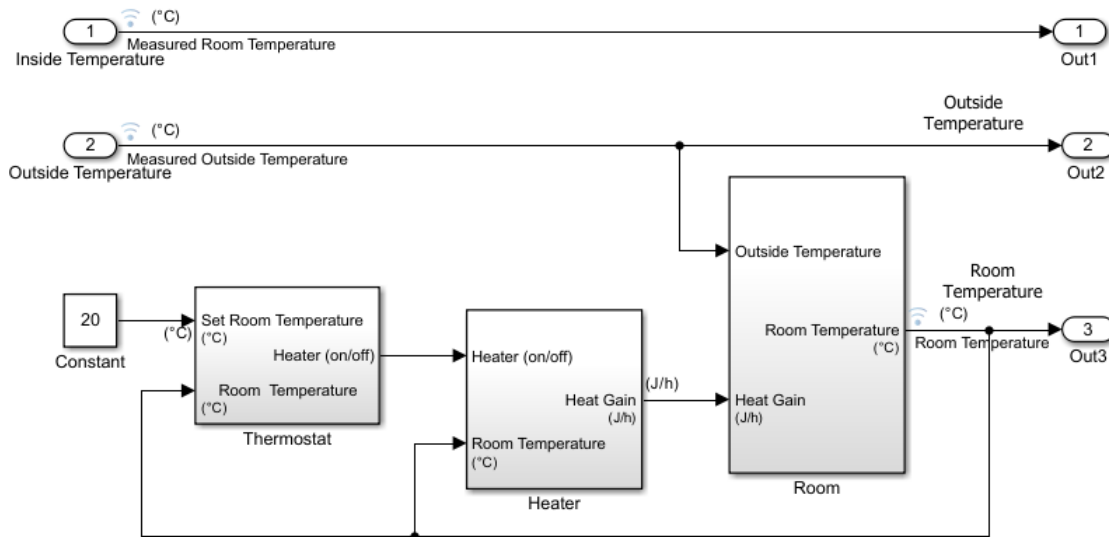 (°C)
1
Measured Room Temperature
Inside Temperature
1
Out1
(°C)
2
Measured Outside Temperature
Outside Temperature
Outside
Temperature
2
Out2
20
Constant
(°C)
Set Room Temperature
(°C)
Heater (on/off)
Room Temperature
(°C)
Thermostat
Heater (on/off)
Heat Gain
(J/h)
Room Temperature
(°C)
Heater
(J/h)
Outside Temperature
Room Temperature
(°C)
Heat Gain
(J/h)
Room
Room
Temperature
(°C)
Room Temperature
3
Out3